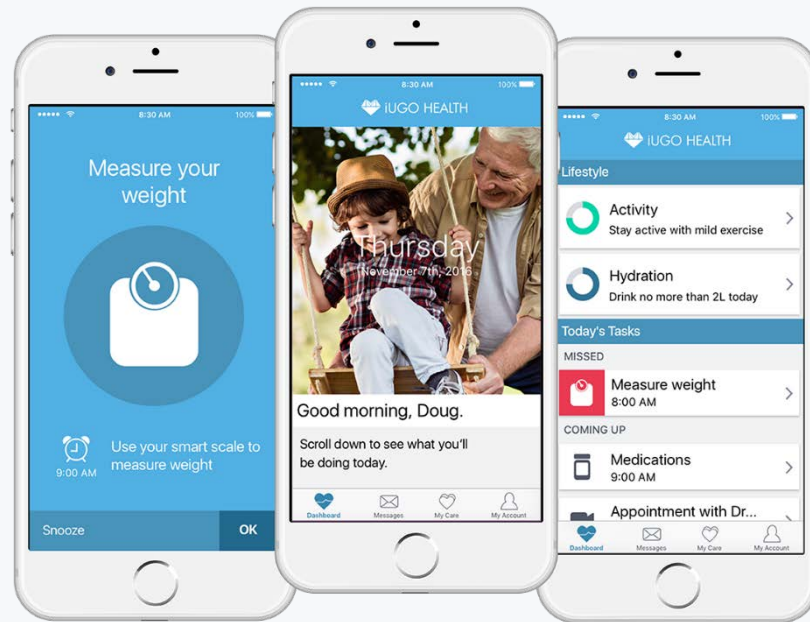 8:30 AM
100%
Measure your
weight
9:00 AM
Use your smart scale to
measure weight
Snooze
OK
8:30 AM
100%
iUGO HEALTH
Thursday
November 7th, 2016
Good morning, Doug.
Scroll down to see what you'll
be doing today.
Dashboard
Messages
My Care
My Account
8:30 AM
100%
iUGO HEALTH
Lifestyle
Activity
Stay active with mild exercise
Hydration
Drink no more than 2L today
Today's Tasks
MISSED
Measure weight
8:00 AM
COMING UP
Medications
9:00 AM
Appointment with Dr...
Dashboard
Messages
My Care
My Account